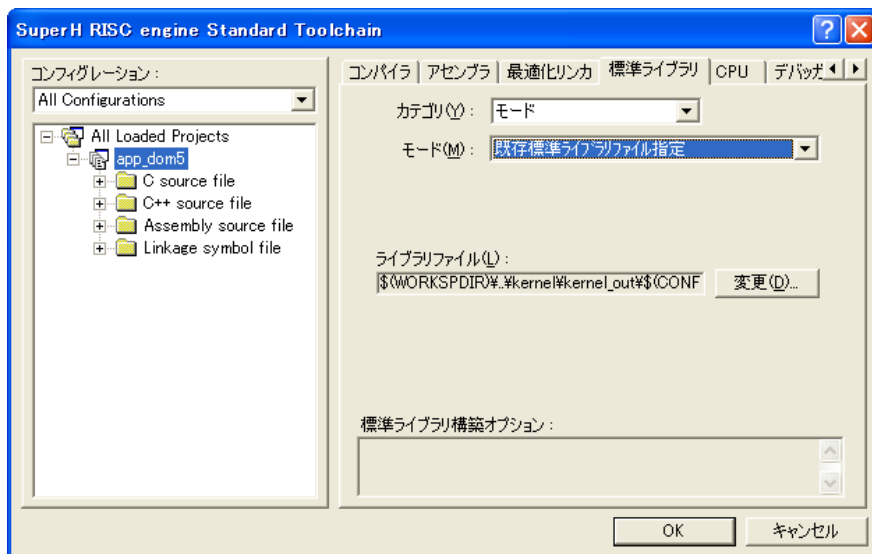 SuperH RISC engine Standard Toolchain
コンフィグレーション :
All Configurations
All Loaded Projects
app_dom5
C source file
C++ source file
Assembly source file
Linkage symbol file
コンパイラ アセンブラ 最適化リンカ 標準ライブラリ CPU デバッガ
カテゴリ(Y) : モード
モード(M) : 既存標準ライブラリファイル指定
ライブラリファイル(L) :
$(WORKSPDIR)¥..¥kernel¥kernel_out¥$(CONF 変更(D)...
標準ライブラリ構築オプション :
OK キャンセル